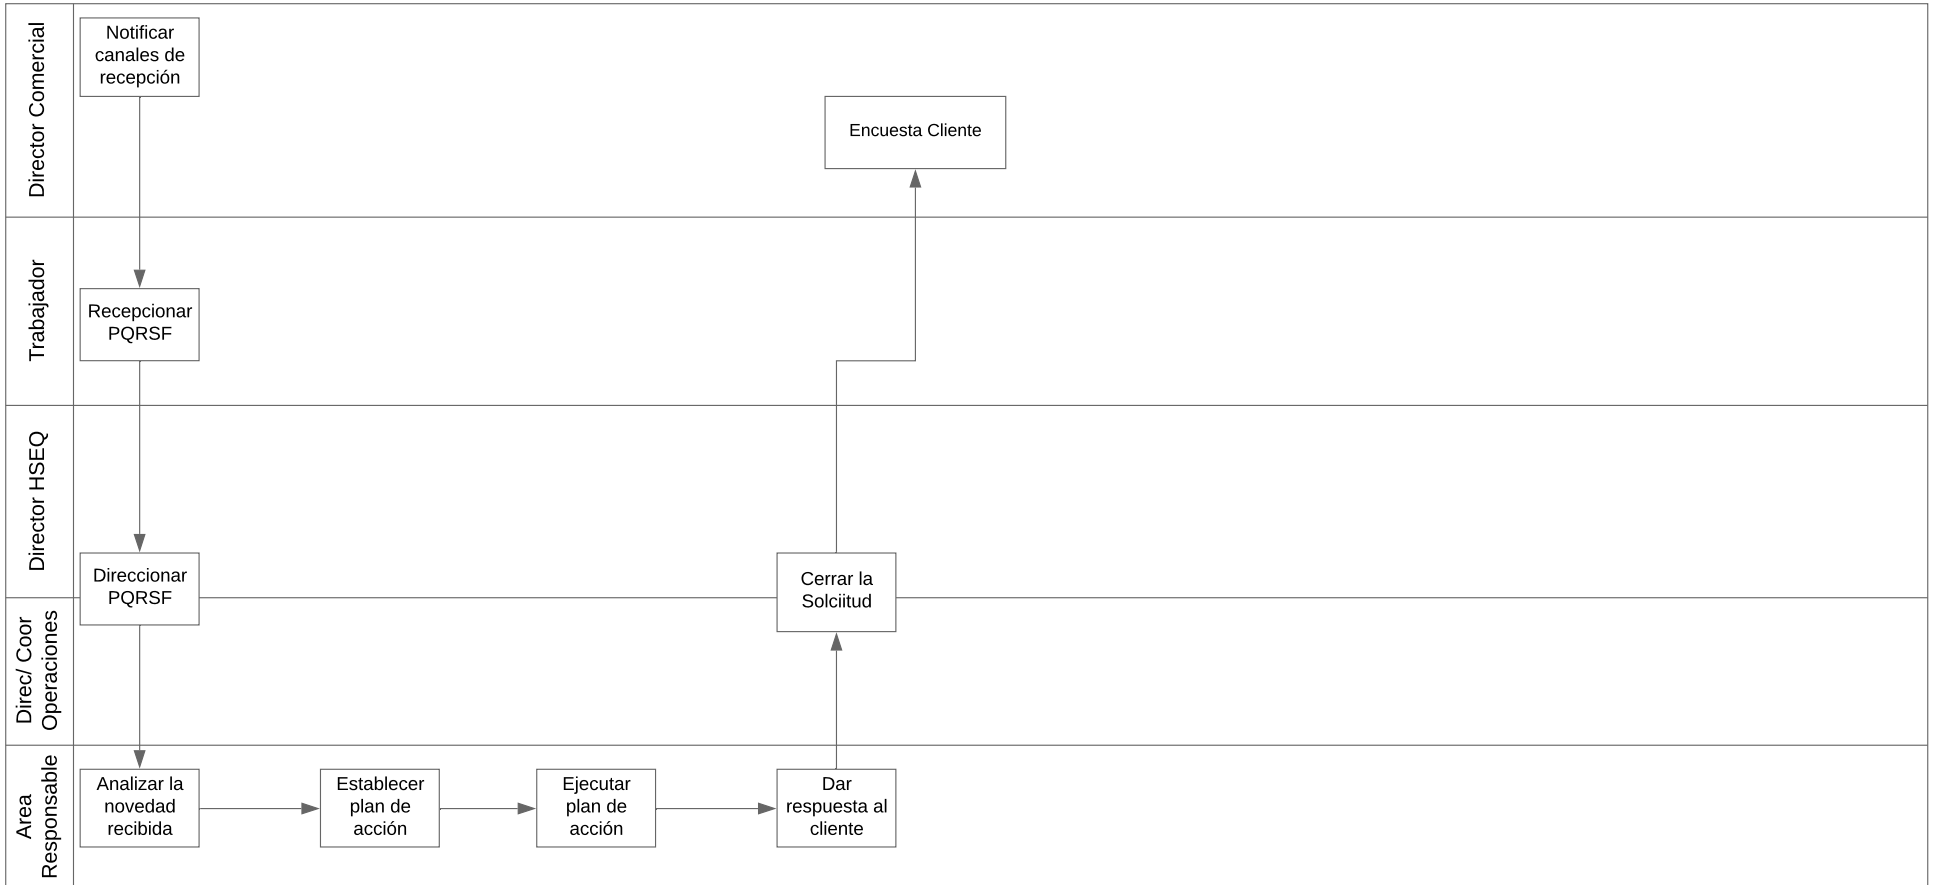 Director Comercial
Notificar
canales de
recepción
Encuesta Cliente
Trabajador
Recepcionar
PQRSF
Director HSEQ
Direccionar
PQRSF
Cerrar la
Solciitud
Direc/ Coor
Operaciones
Area
Responsable
Analizar la
novedad
recibida
Establecer
plan de
acción
Ejecutar
plan de
acción
Dar
respuesta al
cliente